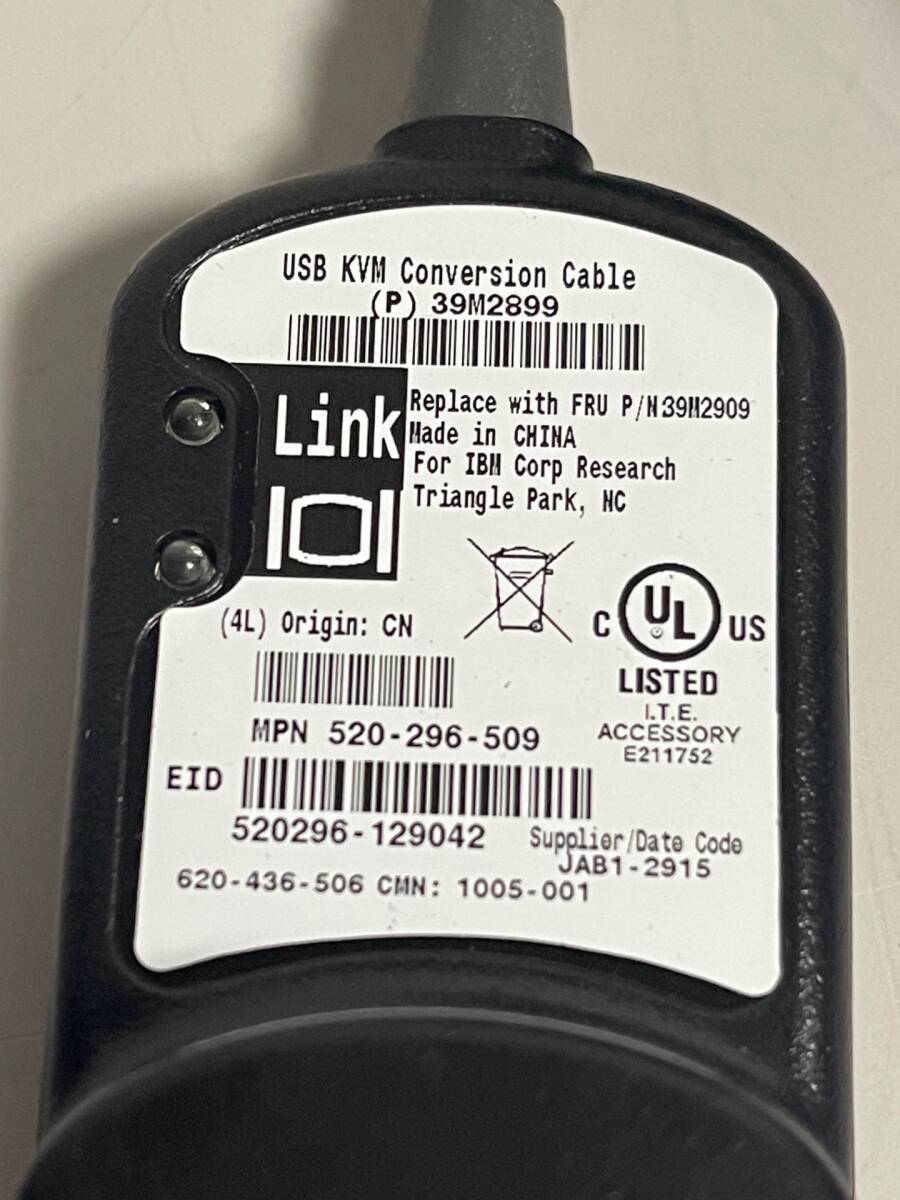 USB KVM Conversion Cable
(P) 39M2899
Link
Replace with FRU P/N39M2909
Made in CHINA
For IBM Corp Research
Triangle Park, NC
(4L) Origin: CN
C UL US
LISTED
I.T.E.
ACCESSORY
E211752
MPN 520-296-509
EID
520296-129042
Supplier/Date Code
JAB1-2915
620-436-506 CMN: 1005-001